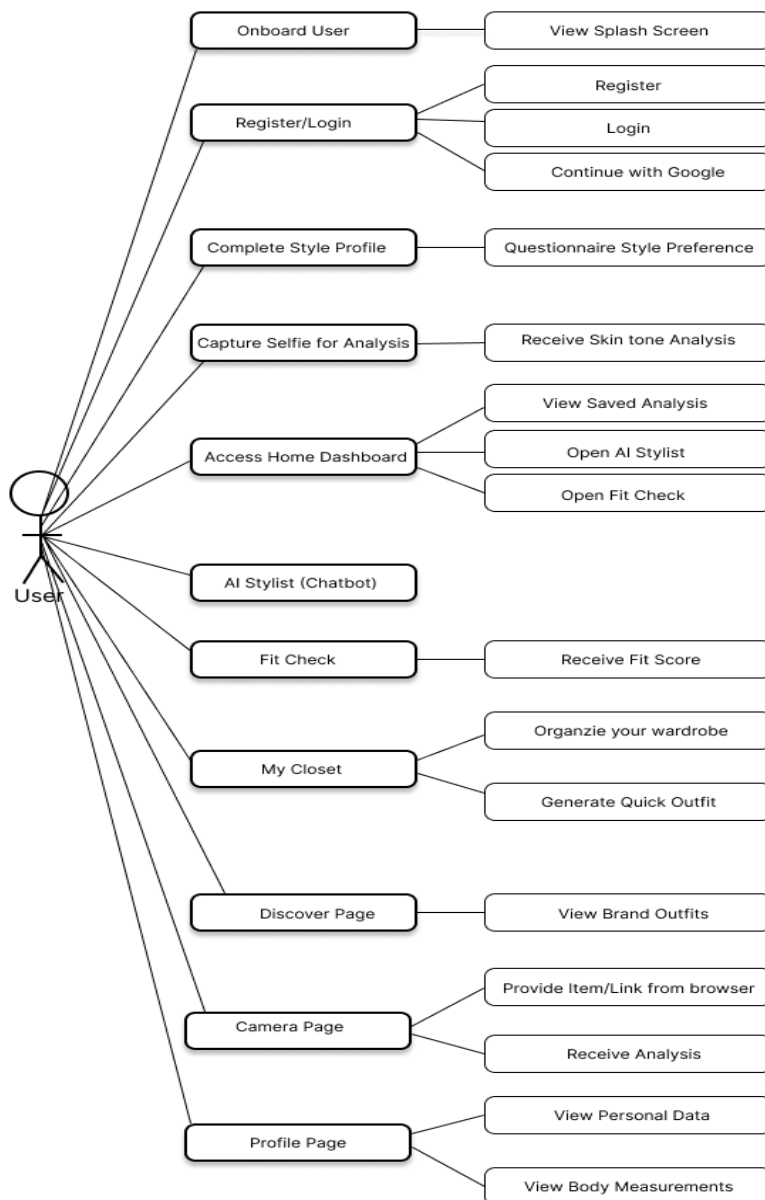 Onboard User
View Splash Screen
Register/Login
Register
Login
Continue with Google
Complete Style Profile
Questionnaire Style Preference
Capture Selfie for Analysis
Receive Skin tone Analysis
Access Home Dashboard
View Saved Analysis
Open AI Stylist
Open Fit Check
User
AI Stylist (Chatbot)
Fit Check
Receive Fit Score
My Closet
Organzie your wardrobe
Generate Quick Outfit
Discover Page
View Brand Outfits
Camera Page
Provide Item/Link from browser
Receive Analysis
Profile Page
View Personal Data
View Body Measurements